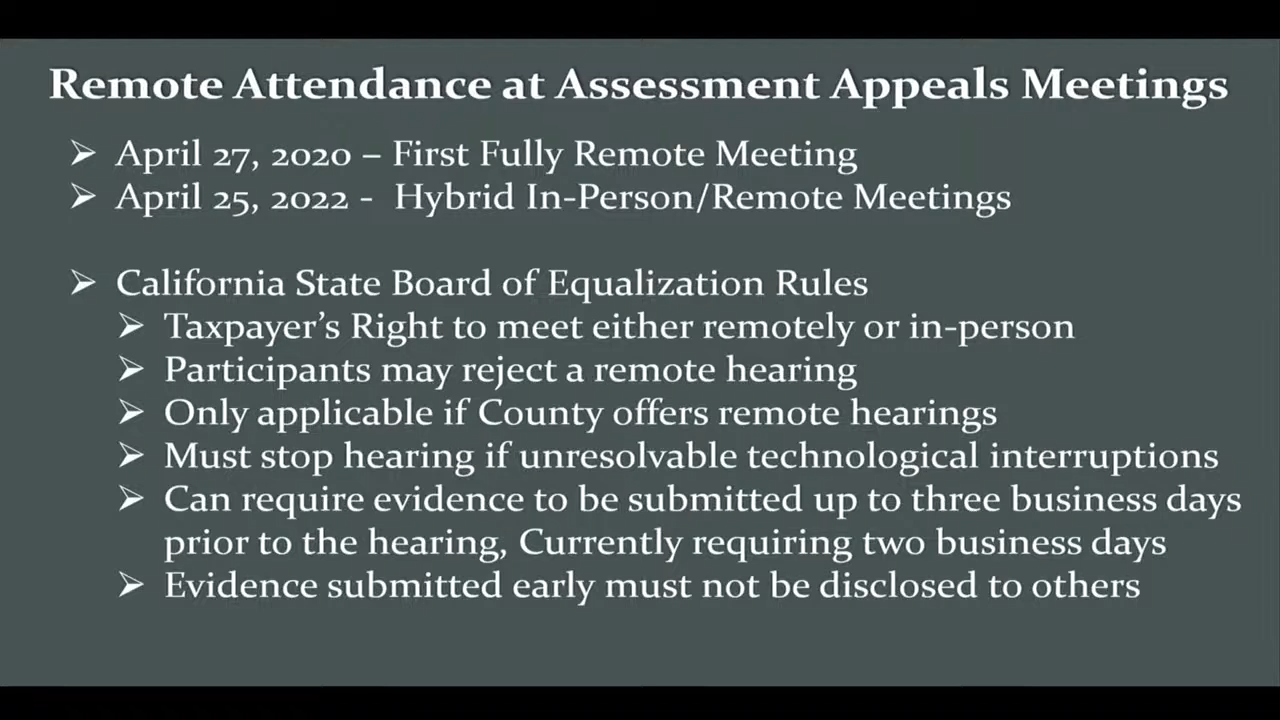 Remote Attendance at Assessment Appeals Meetings
➢ April 27, 2020 – First Fully Remote Meeting
➢ April 25, 2022 - Hybrid In-Person/Remote Meetings
➢ California State Board of Equalization Rules
➢ Taxpayer's Right to meet either remotely or in-person
➢ Participants may reject a remote hearing
➢ Only applicable if County offers remote hearings
➢ Must stop hearing if unresolvable technological interruptions
➢ Can require evidence to be submitted up to three business days
prior to the hearing, Currently requiring two business days
➢ Evidence submitted early must not be disclosed to others